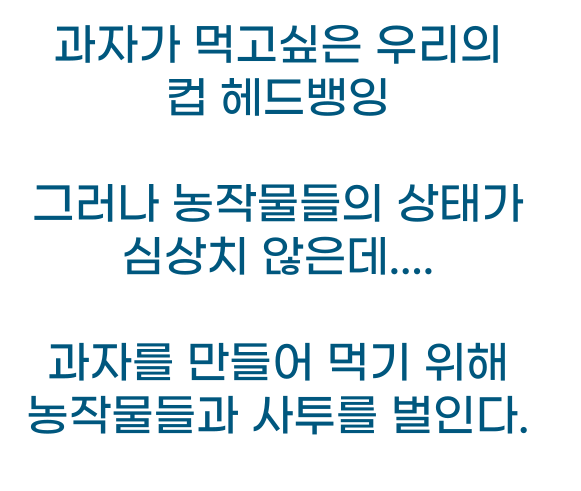 과자가 먹고싶은 우리의
컵 헤드뱅잉
그러나 농작물들의 상태가
심상치 않은데....
과자를 만들어 먹기 위해
농작물들과 사투를 벌인다.